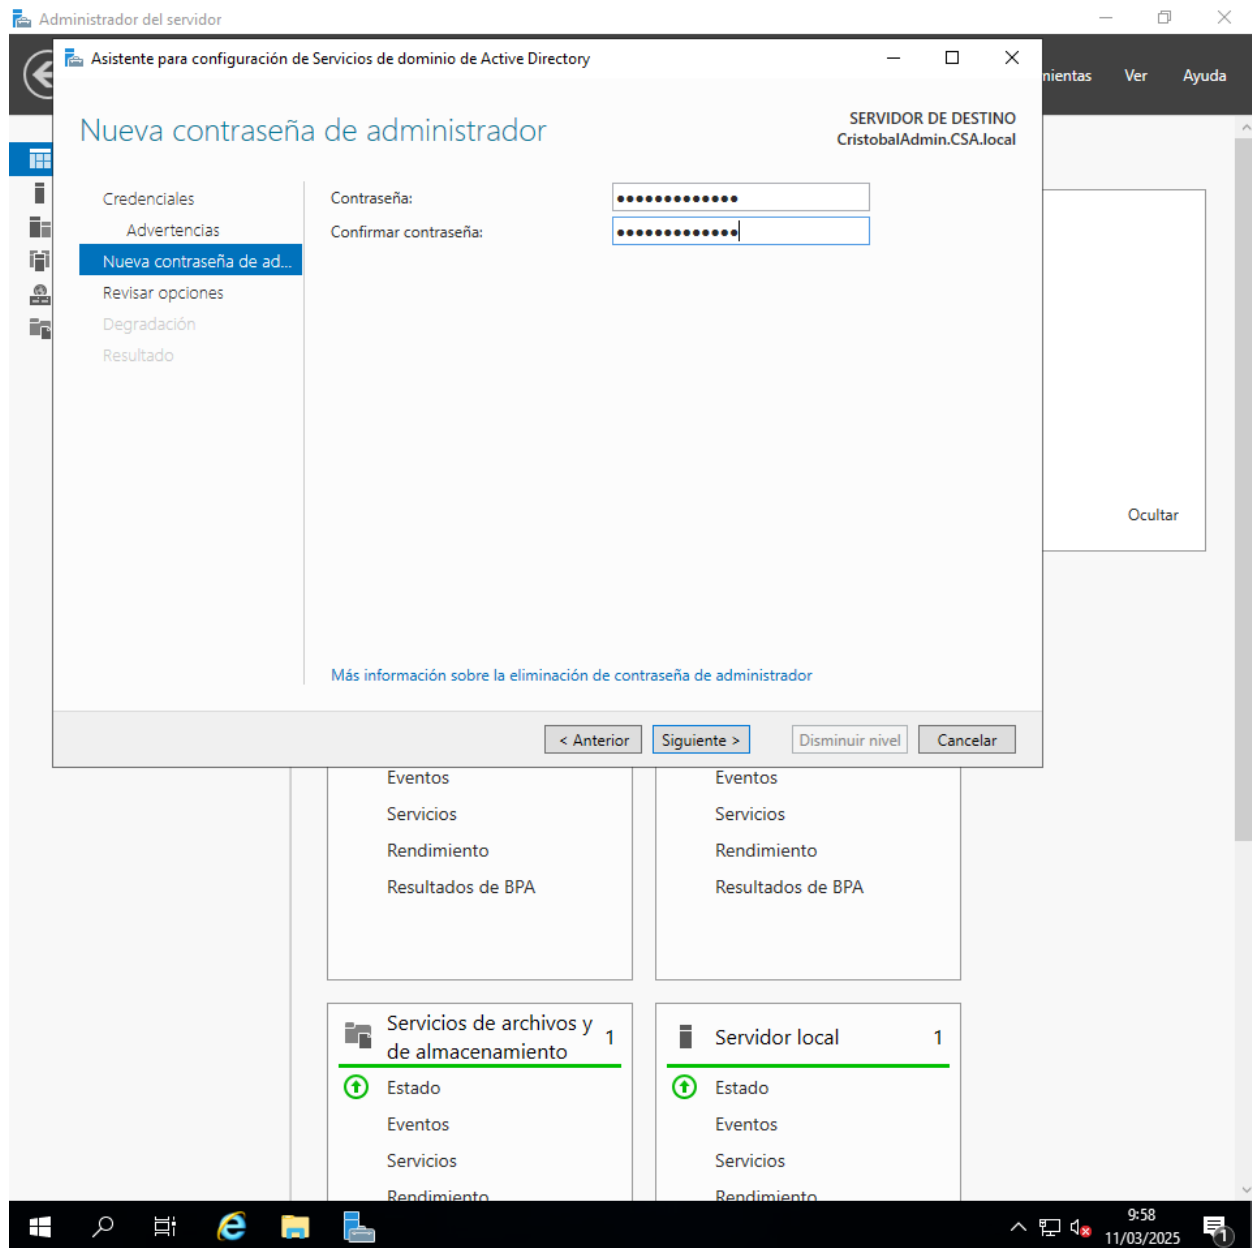 Administrador del servidor
Asistente para configuración de Servicios de dominio de Active Directory
Ver
Ayuda
Nueva contraseña de administrador
SERVIDOR DE DESTINO
CristobalAdmin.CSA.local
Credenciales
Advertencias
Nueva contraseña de ad...
Revisar opciones
Degradación
Resultado
Contraseña:
Confirmar contraseña:
Ocultar
Más información sobre la eliminación de contraseña de administrador
< Anterior
Siguiente >
Disminuir nivel
Cancelar
Eventos
Servicios
Rendimiento
Resultados de BPA
Eventos
Servicios
Rendimiento
Resultados de BPA
Servicios de archivos y
de almacenamiento
1
Estado
Eventos
Servicios
Rendimiento
Servidor local
1
Estado
Eventos
Servicios
Rendimiento
9:58
11/03/2025
1